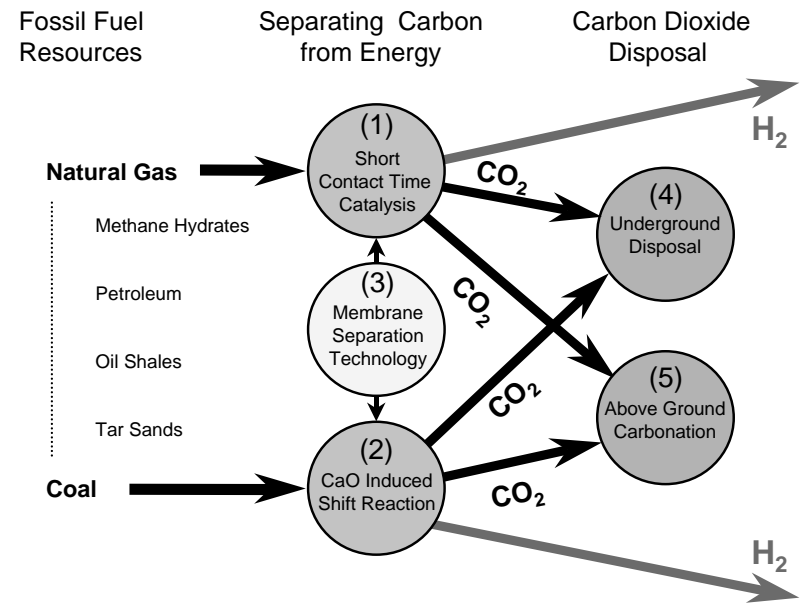 Fossil Fuel
Resources
Separating Carbon
from Energy
Carbon Dioxide
Disposal
(1)
Short
Contact Time
Catalysis
H2
Natural Gas
CO2
(4)
Underground
Disposal
Methane Hydrates
(3)
Membrane
Separation
Technology
CO2
Petroleum
Oil Shales
(5)
Above Ground
Carbonation
CO2
Tar Sands
(2)
CaO Induced
Shift Reaction
Coal
CO2
H2